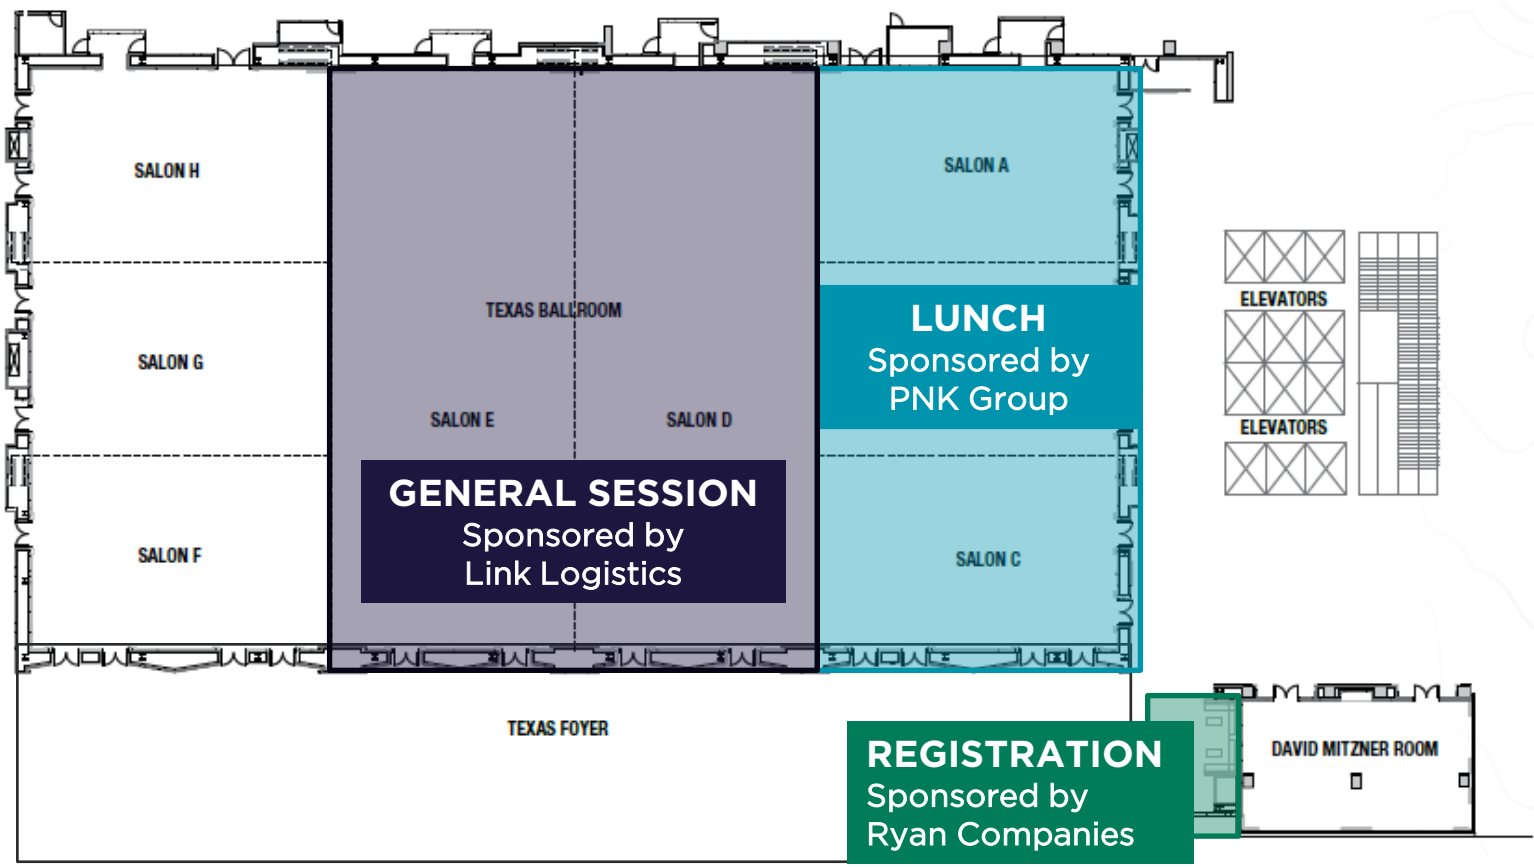 SALON H
SALON A
TEXAS BALLROOM
ELEVATORS
LUNCH
Sponsored by
PNK Group
SALON G
SALON E
SALON D
ELEVATORS
GENERAL SESSION
Sponsored by
Link Logistics
SALON F
SALON C
TEXAS FOYER
REGISTRATION
Sponsored by
Ryan Companies
DAVID MITZNER ROOM